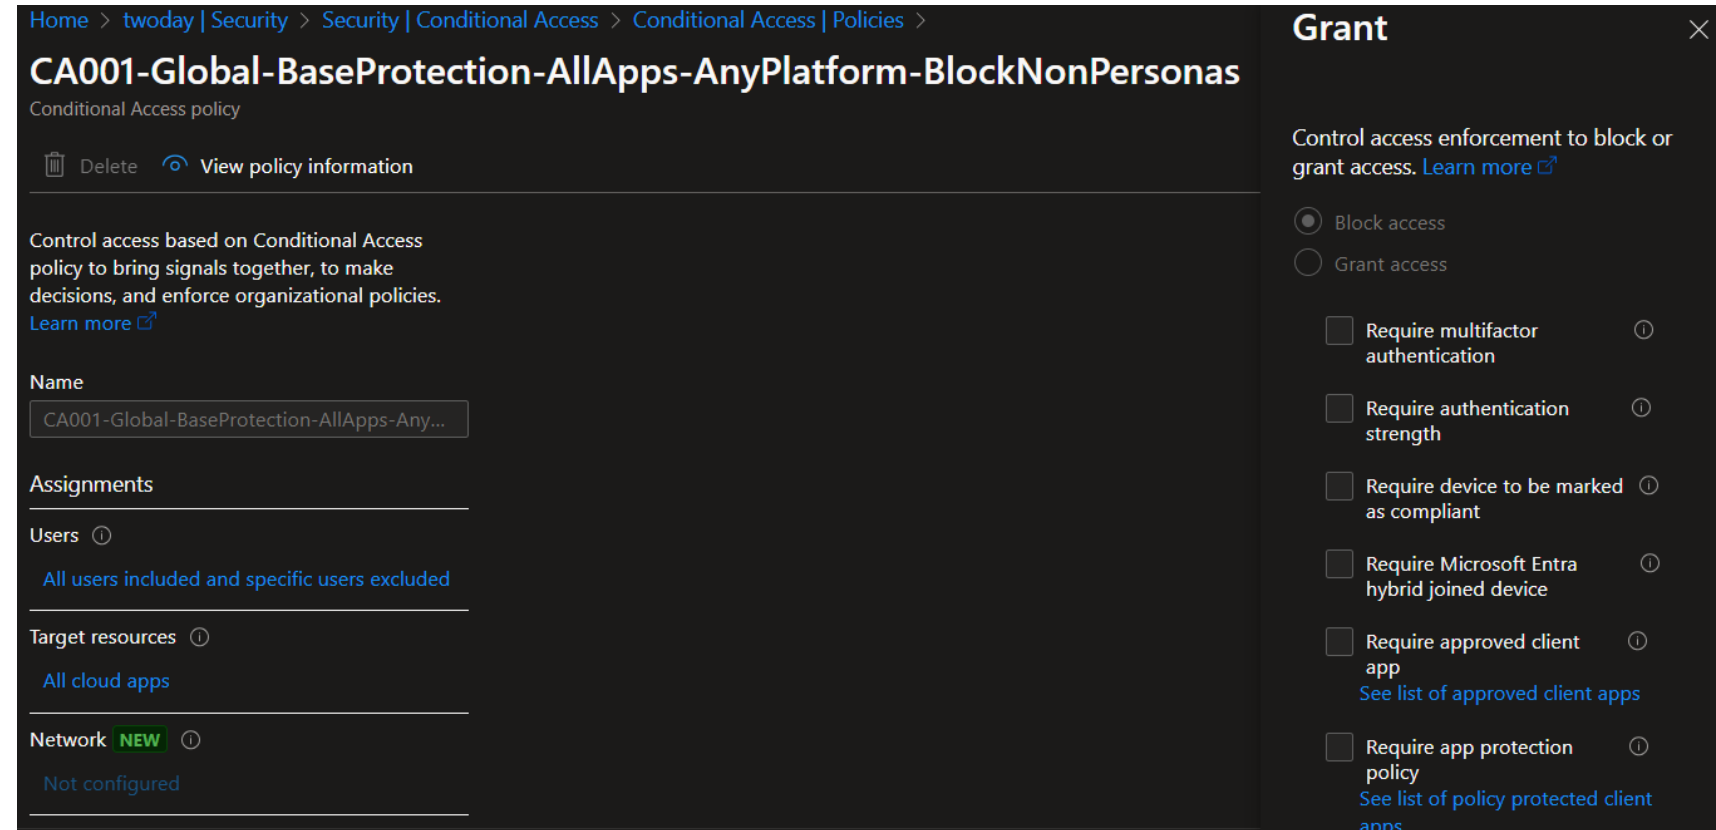 Home > twoday | Security > Security | Conditional Access > Conditional Access | Policies >
CA001-Global-BaseProtection-AllApps-AnyPlatform-BlockNonPersonas
Conditional Access policy
Delete View policy information
Control access based on Conditional Access
policy to bring signals together, to make
decisions, and enforce organizational policies.
Learn more
Name
CA001-Global-BaseProtection-AllApps-Any...
Assignments
Users
All users included and specific users excluded
Target resources
All cloud apps
Network NEW
Not configured
Grant
Control access enforcement to block or
grant access. Learn more
Block access
Grant access
Require multifactor
authentication
Require authentication
strength
Require device to be marked
as compliant
Require Microsoft Entra
hybrid joined device
Require approved client
app
See list of approved client apps
Require app protection
policy
See list of policy protected client
apps